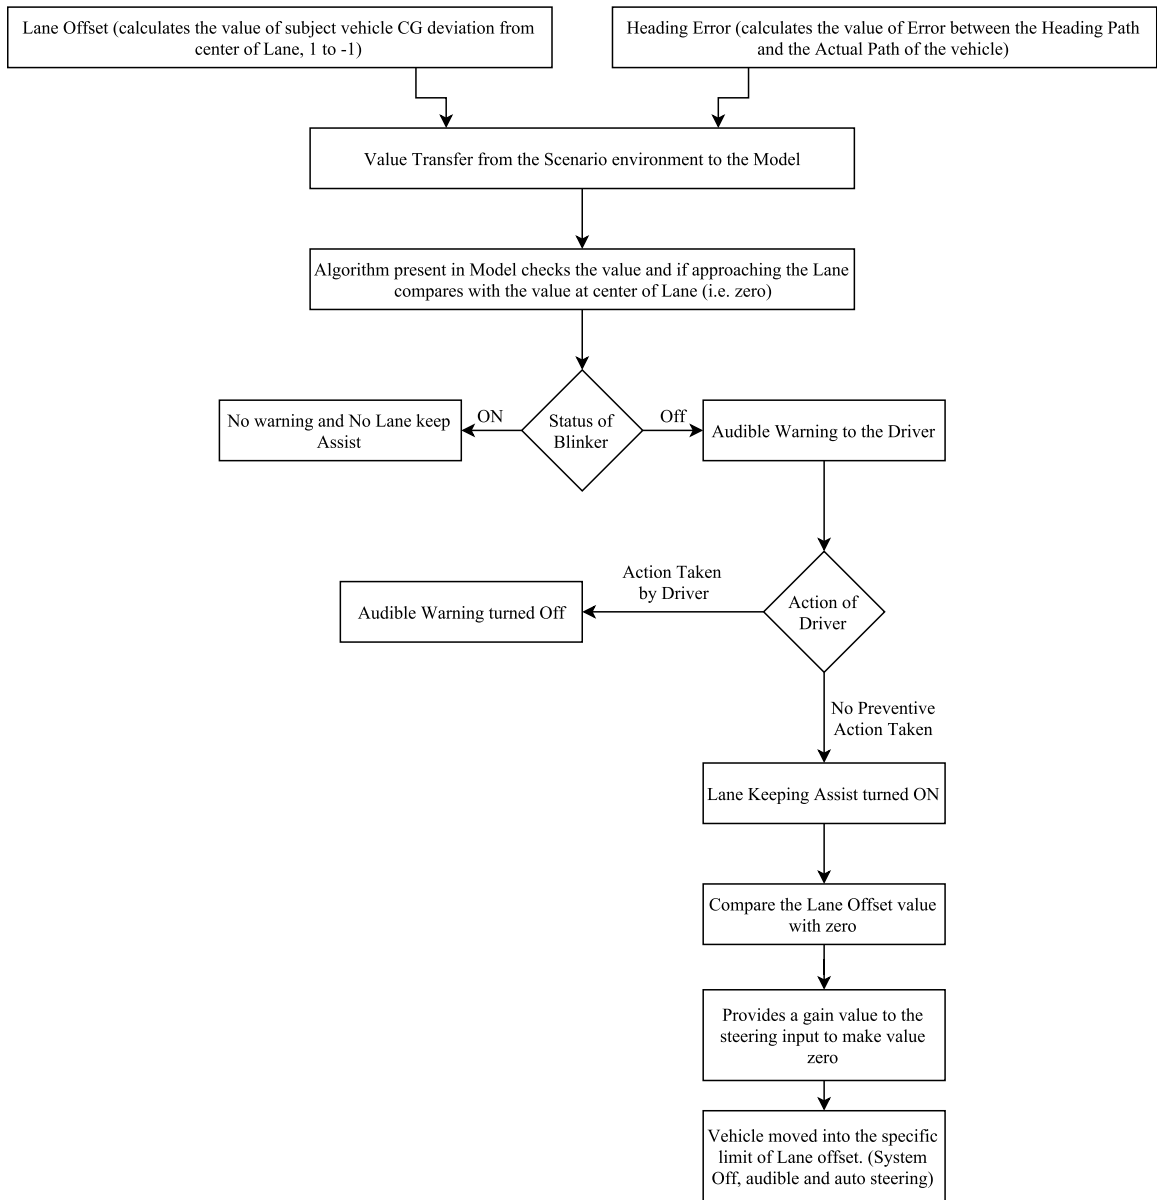 Lane Offset (calculates the value of subject vehicle CG deviation from
center of Lane, 1 to -1)
Heading Error (calculates the value of Error between the Heading Path
and the Actual Path of the vehicle)
Value Transfer from the Scenario environment to the Model
Algorithm present in Model checks the value and if approaching the Lane
compares with the value at center of Lane (i.e. zero)
No warning and No Lane keep
Assist
ON
Status of
Blinker
Off
Audible Warning to the Driver
Audible Warning turned Off
Action Taken
by Driver
Action of
Driver
No Preventive
Action Taken
Lane Keeping Assist turned ON
Compare the Lane Offset value
with zero
Provides a gain value to the
steering input to make value
zero
Vehicle moved into the specific
limit of Lane offset. (System
Off, audible and auto steering)